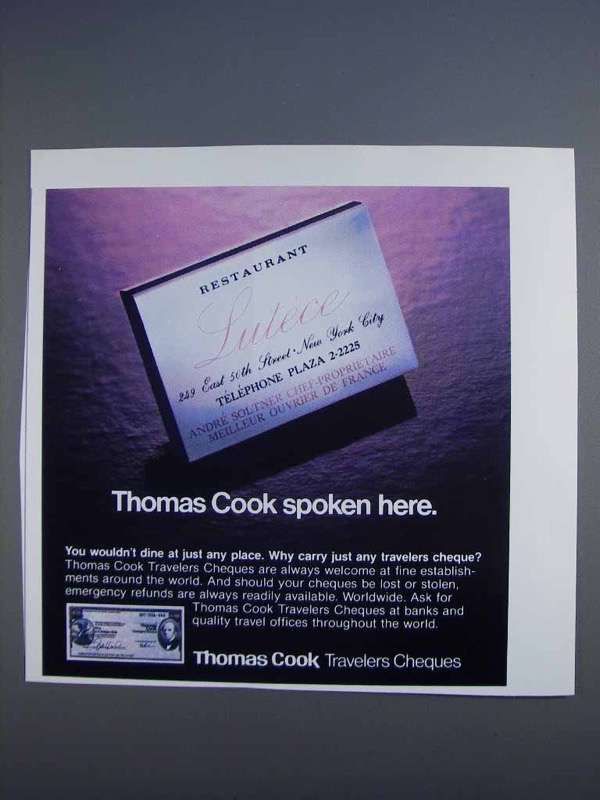 RESTAURANT
Lutèce
249 East 50th Street · New York City
TÉLÉPHONE PLAZA 2-2225
ANDRÉ SOLTNER CHEF-PROPRIETAIRE
MEILLEUR OUVRIER DE FRANCE
Thomas Cook spoken here.
You wouldn't dine at just any place. Why carry just any travelers cheque?
Thomas Cook Travelers Cheques are always welcome at fine establish-
ments around the world. And should your cheques be lost or stolen,
emergency refunds are always readily available. Worldwide. Ask for
Thomas Cook Travelers Cheques at banks and
quality travel offices throughout the world.
Thomas Cook Travelers Cheques